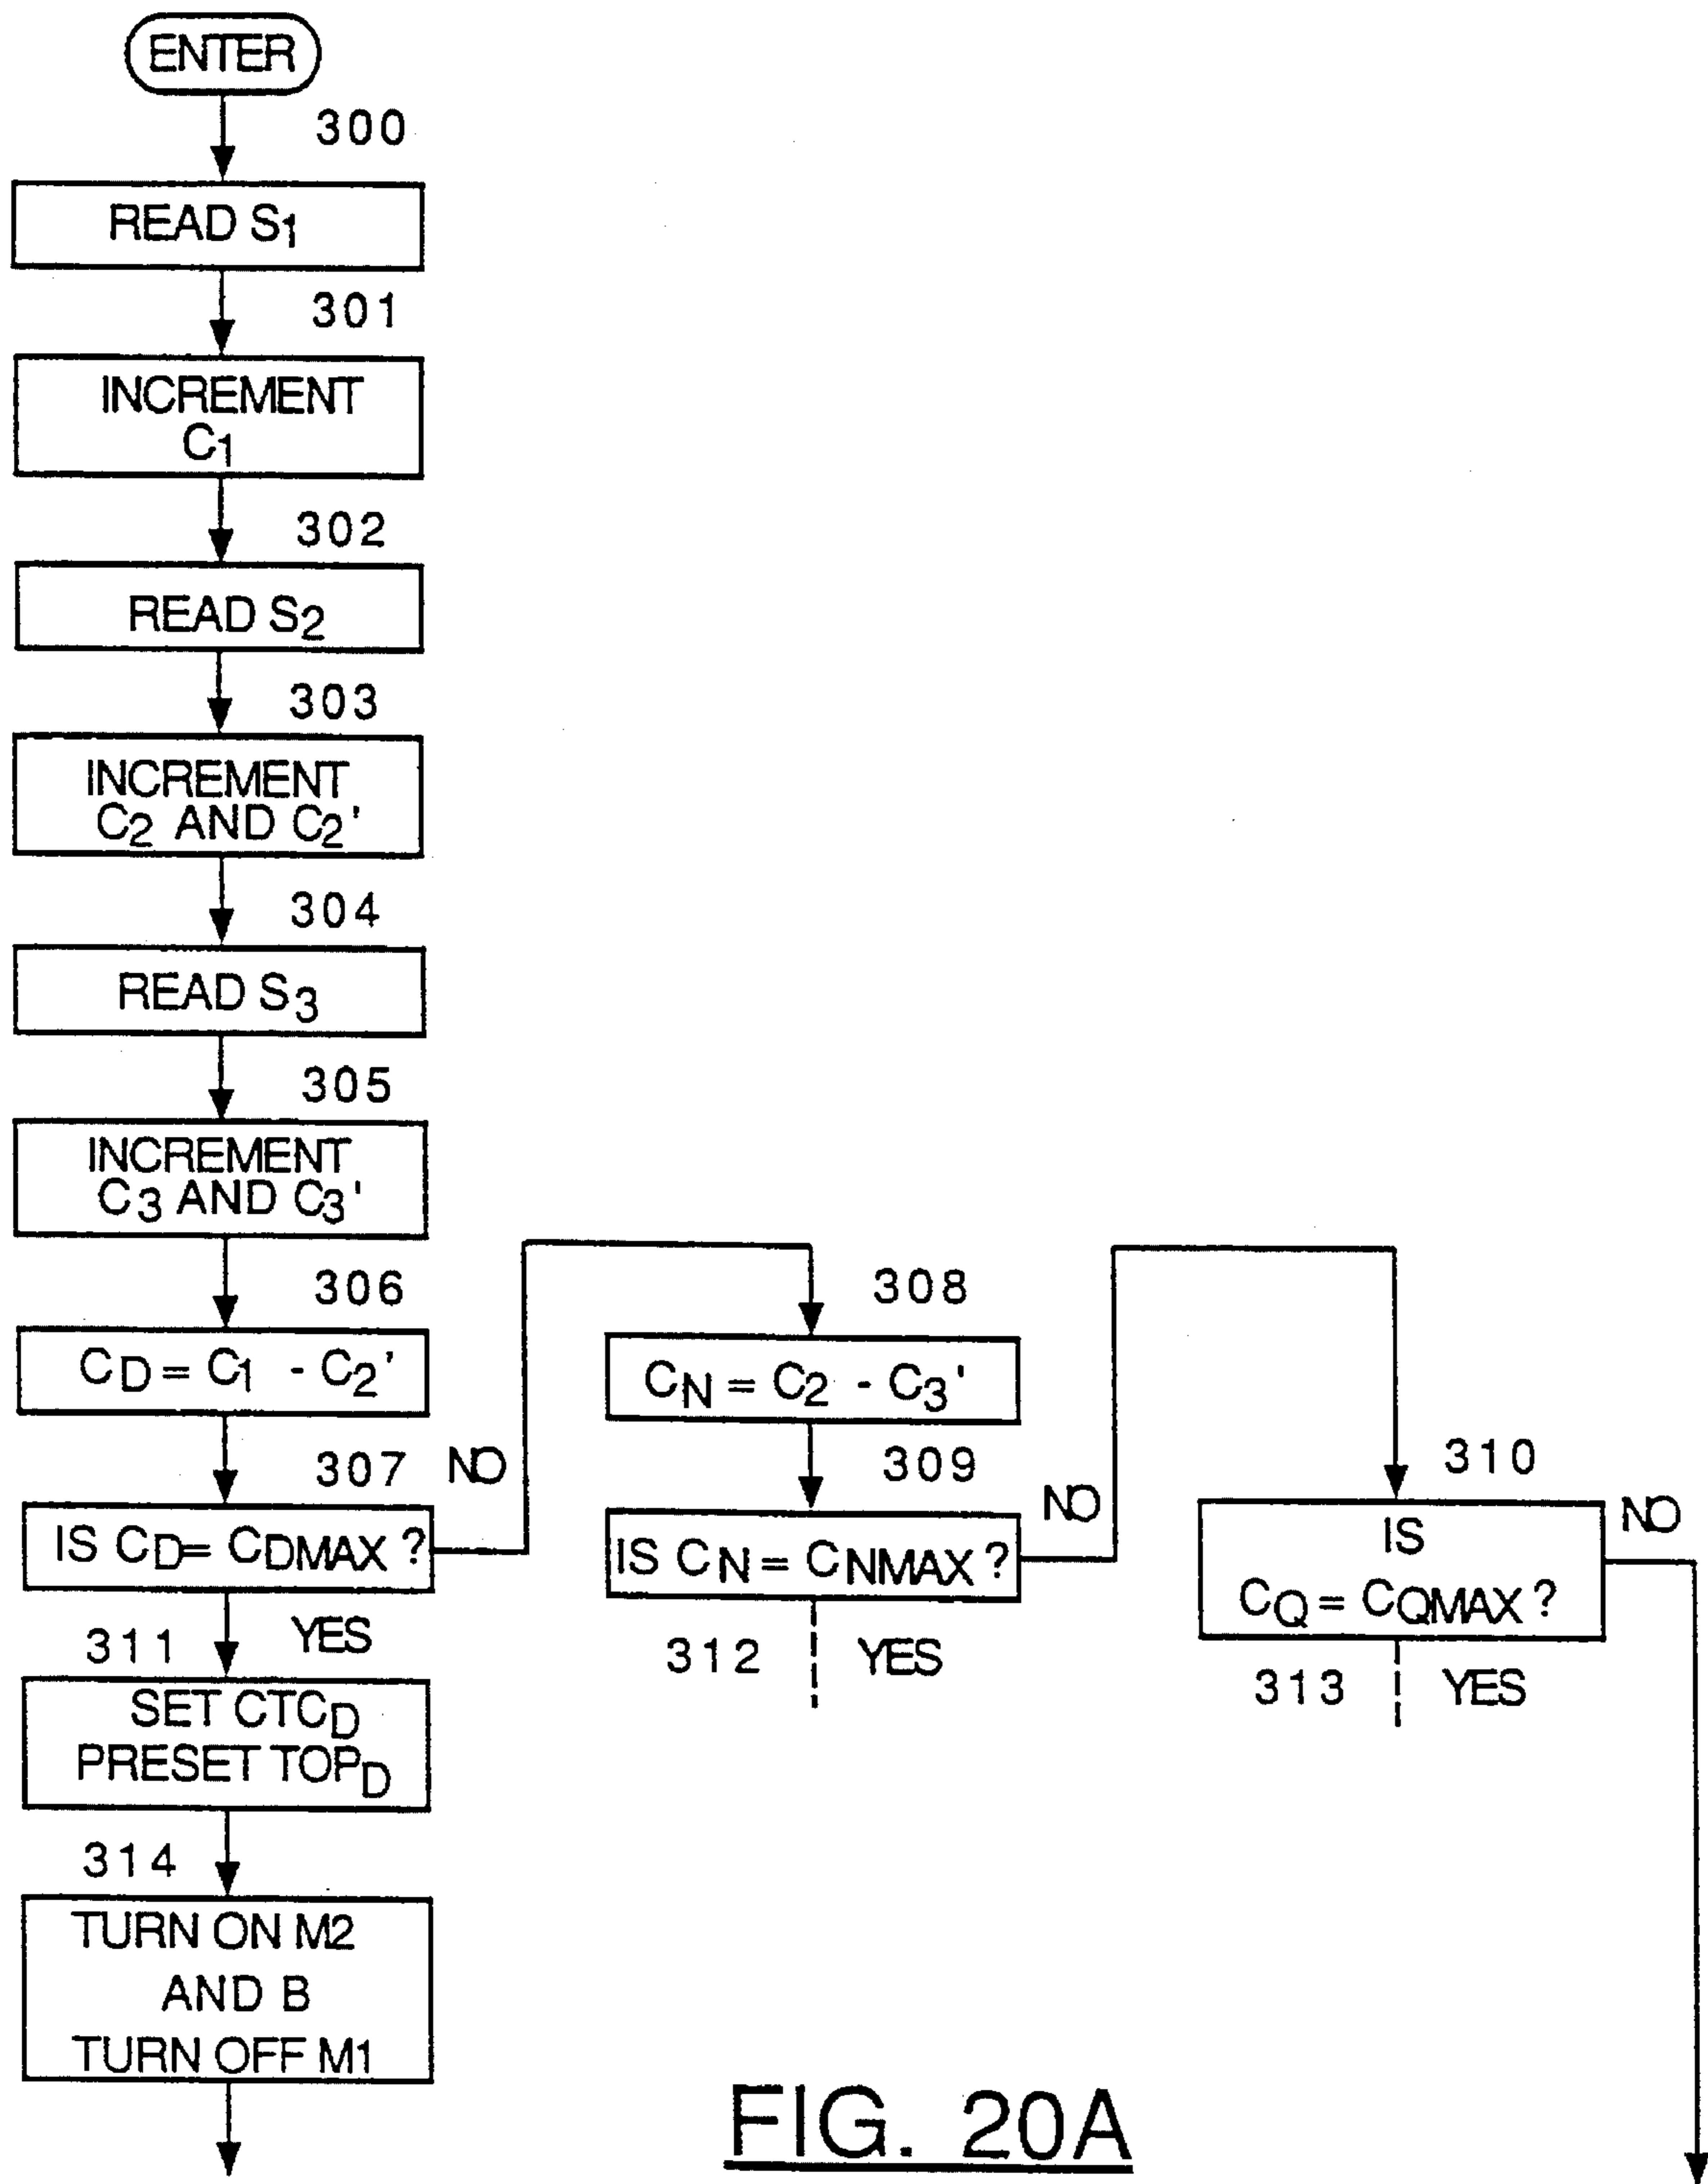 ENTER
300
READ S1
301
INCREMENT
C1
302
READ S2
303
INCREMENT
C2 AND C2'
304
READ S3
305
INCREMENT
C3 AND C3'
306
CD = C1 - C2'
307
NO
IS CD = CDMAX ?
YES
311
SET CTCD
PRESET TOPD
314
TURN ON M2
AND B
TURN OFF M1
308
CN = C2 - C3'
309
NO
IS CN = CNMAX ?
312
YES
310
NO
IS
CQ = CQMAX ?
313
YES
FIG. 20A